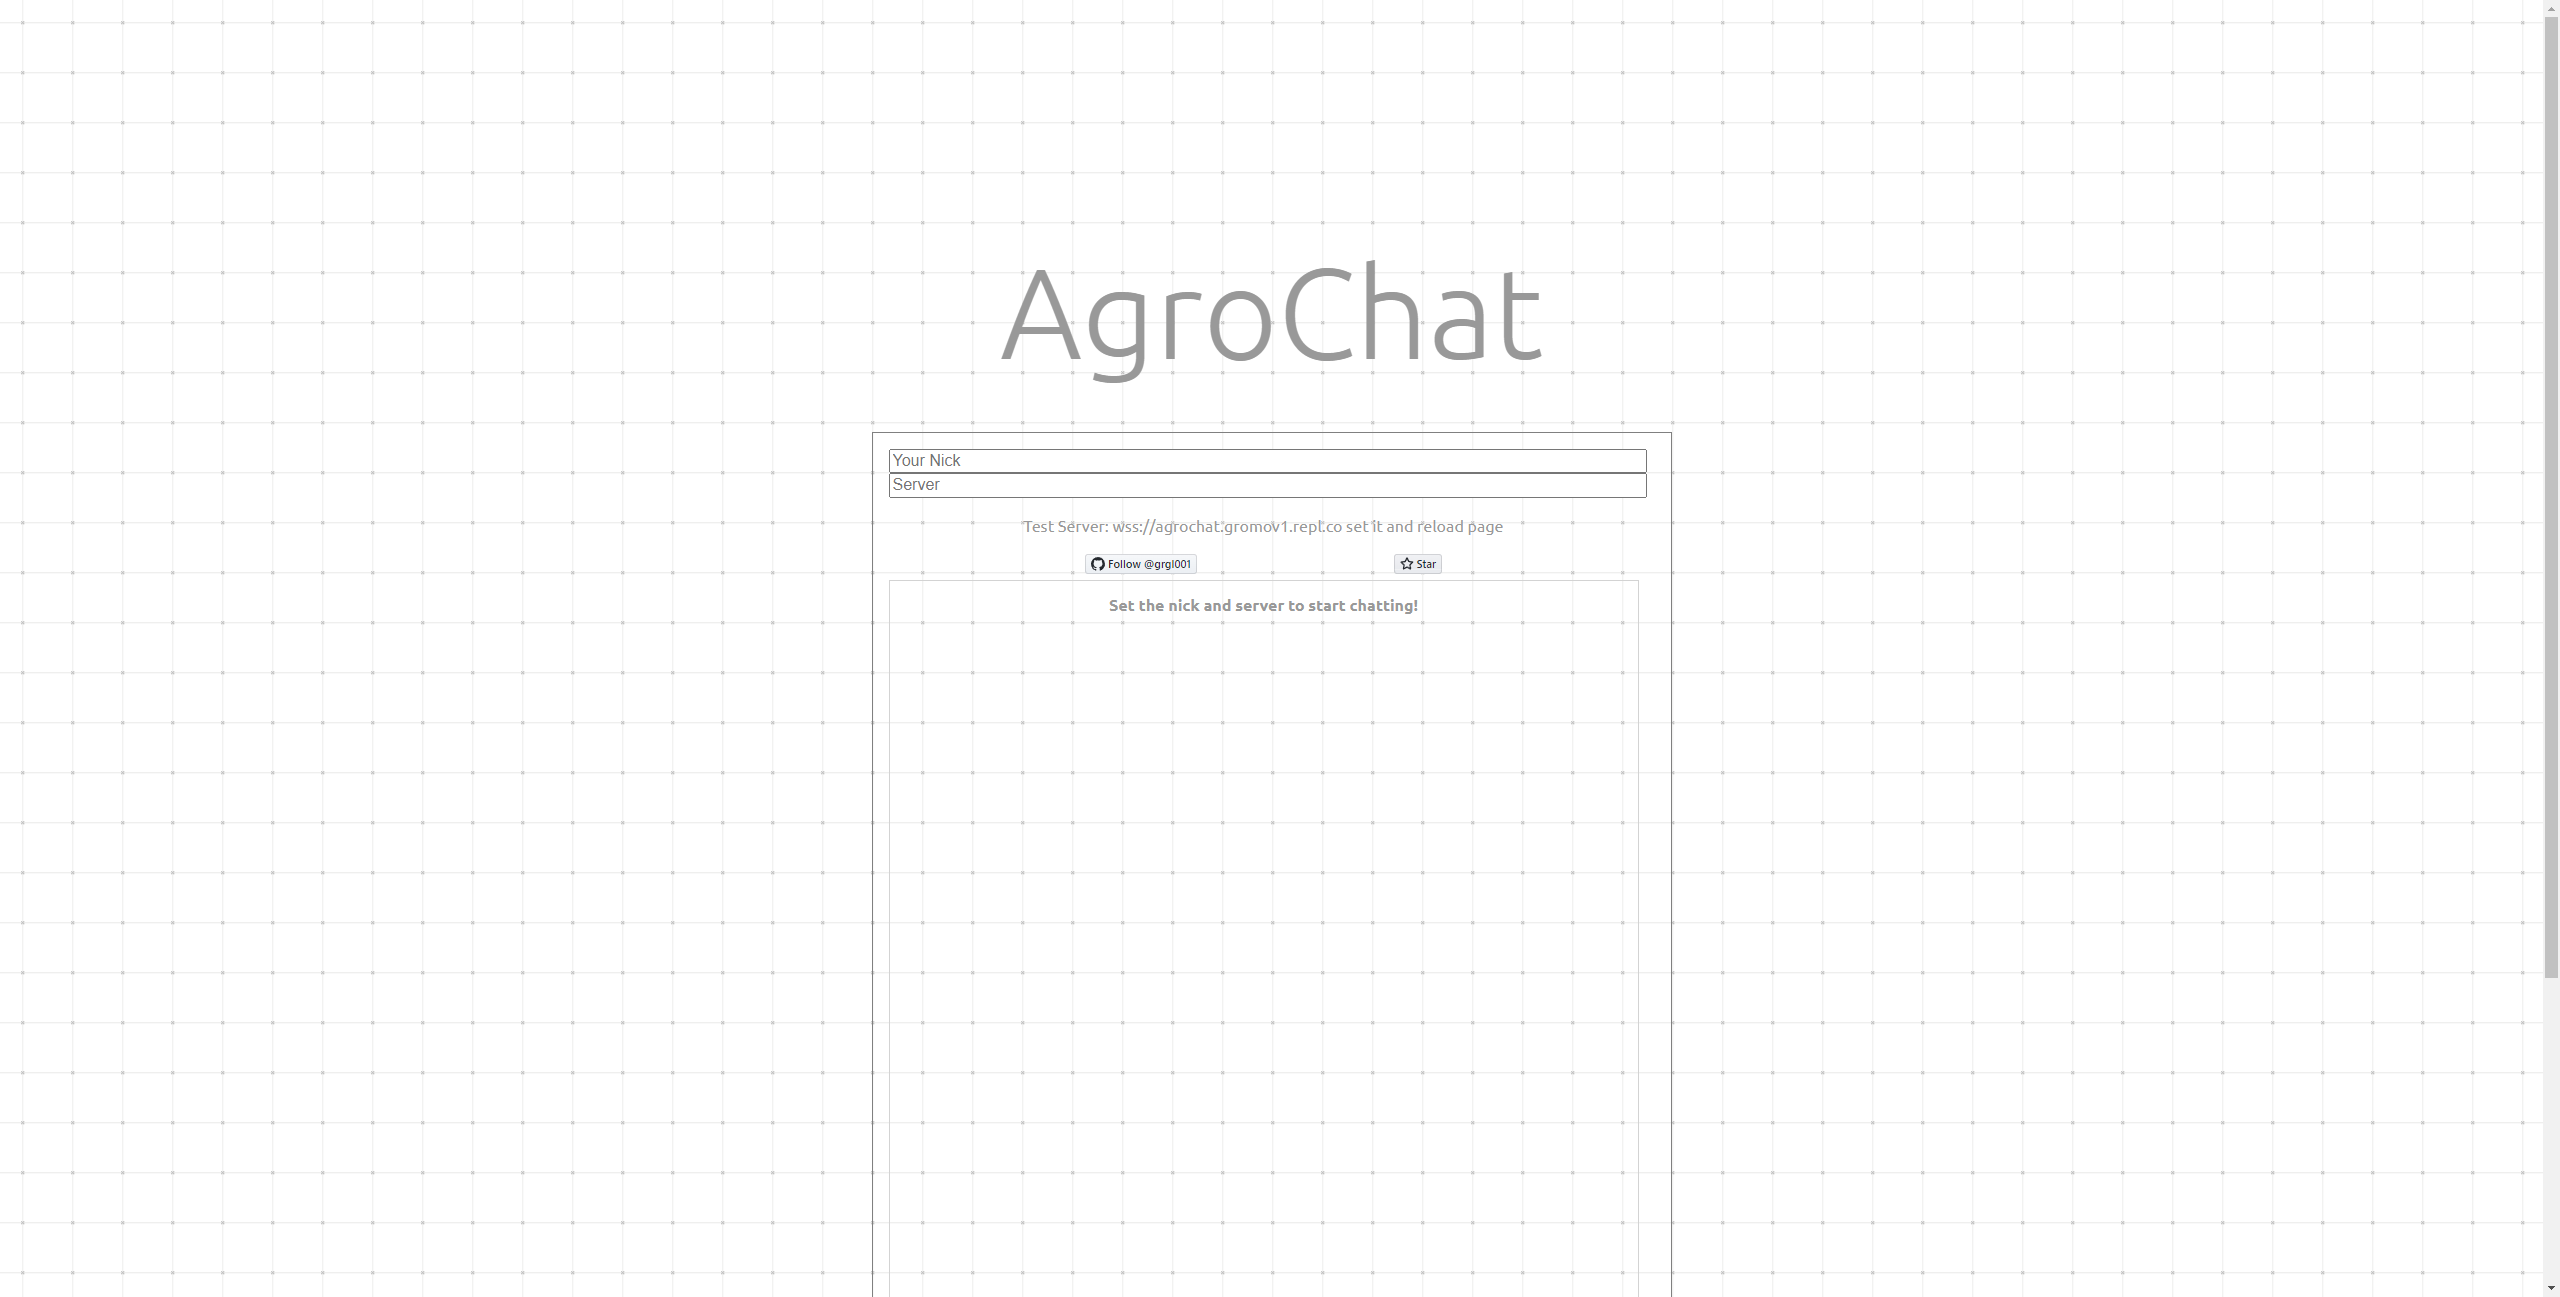 AgroChat
Your Nick
Server
Test Server: wss://agrochat.gromov1.repl.co set it and reload page
Follow @grgl001
Star
Set the nick and server to start chatting!